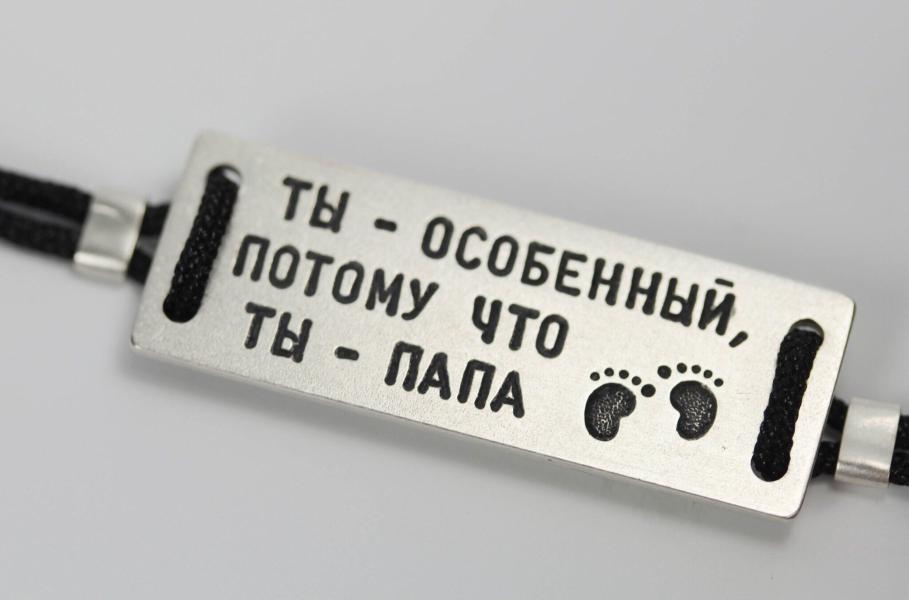 ТЫ - ОСОБЕННЫЙ,
ПОТОМУ ЧТО
ТЫ - ПАПА